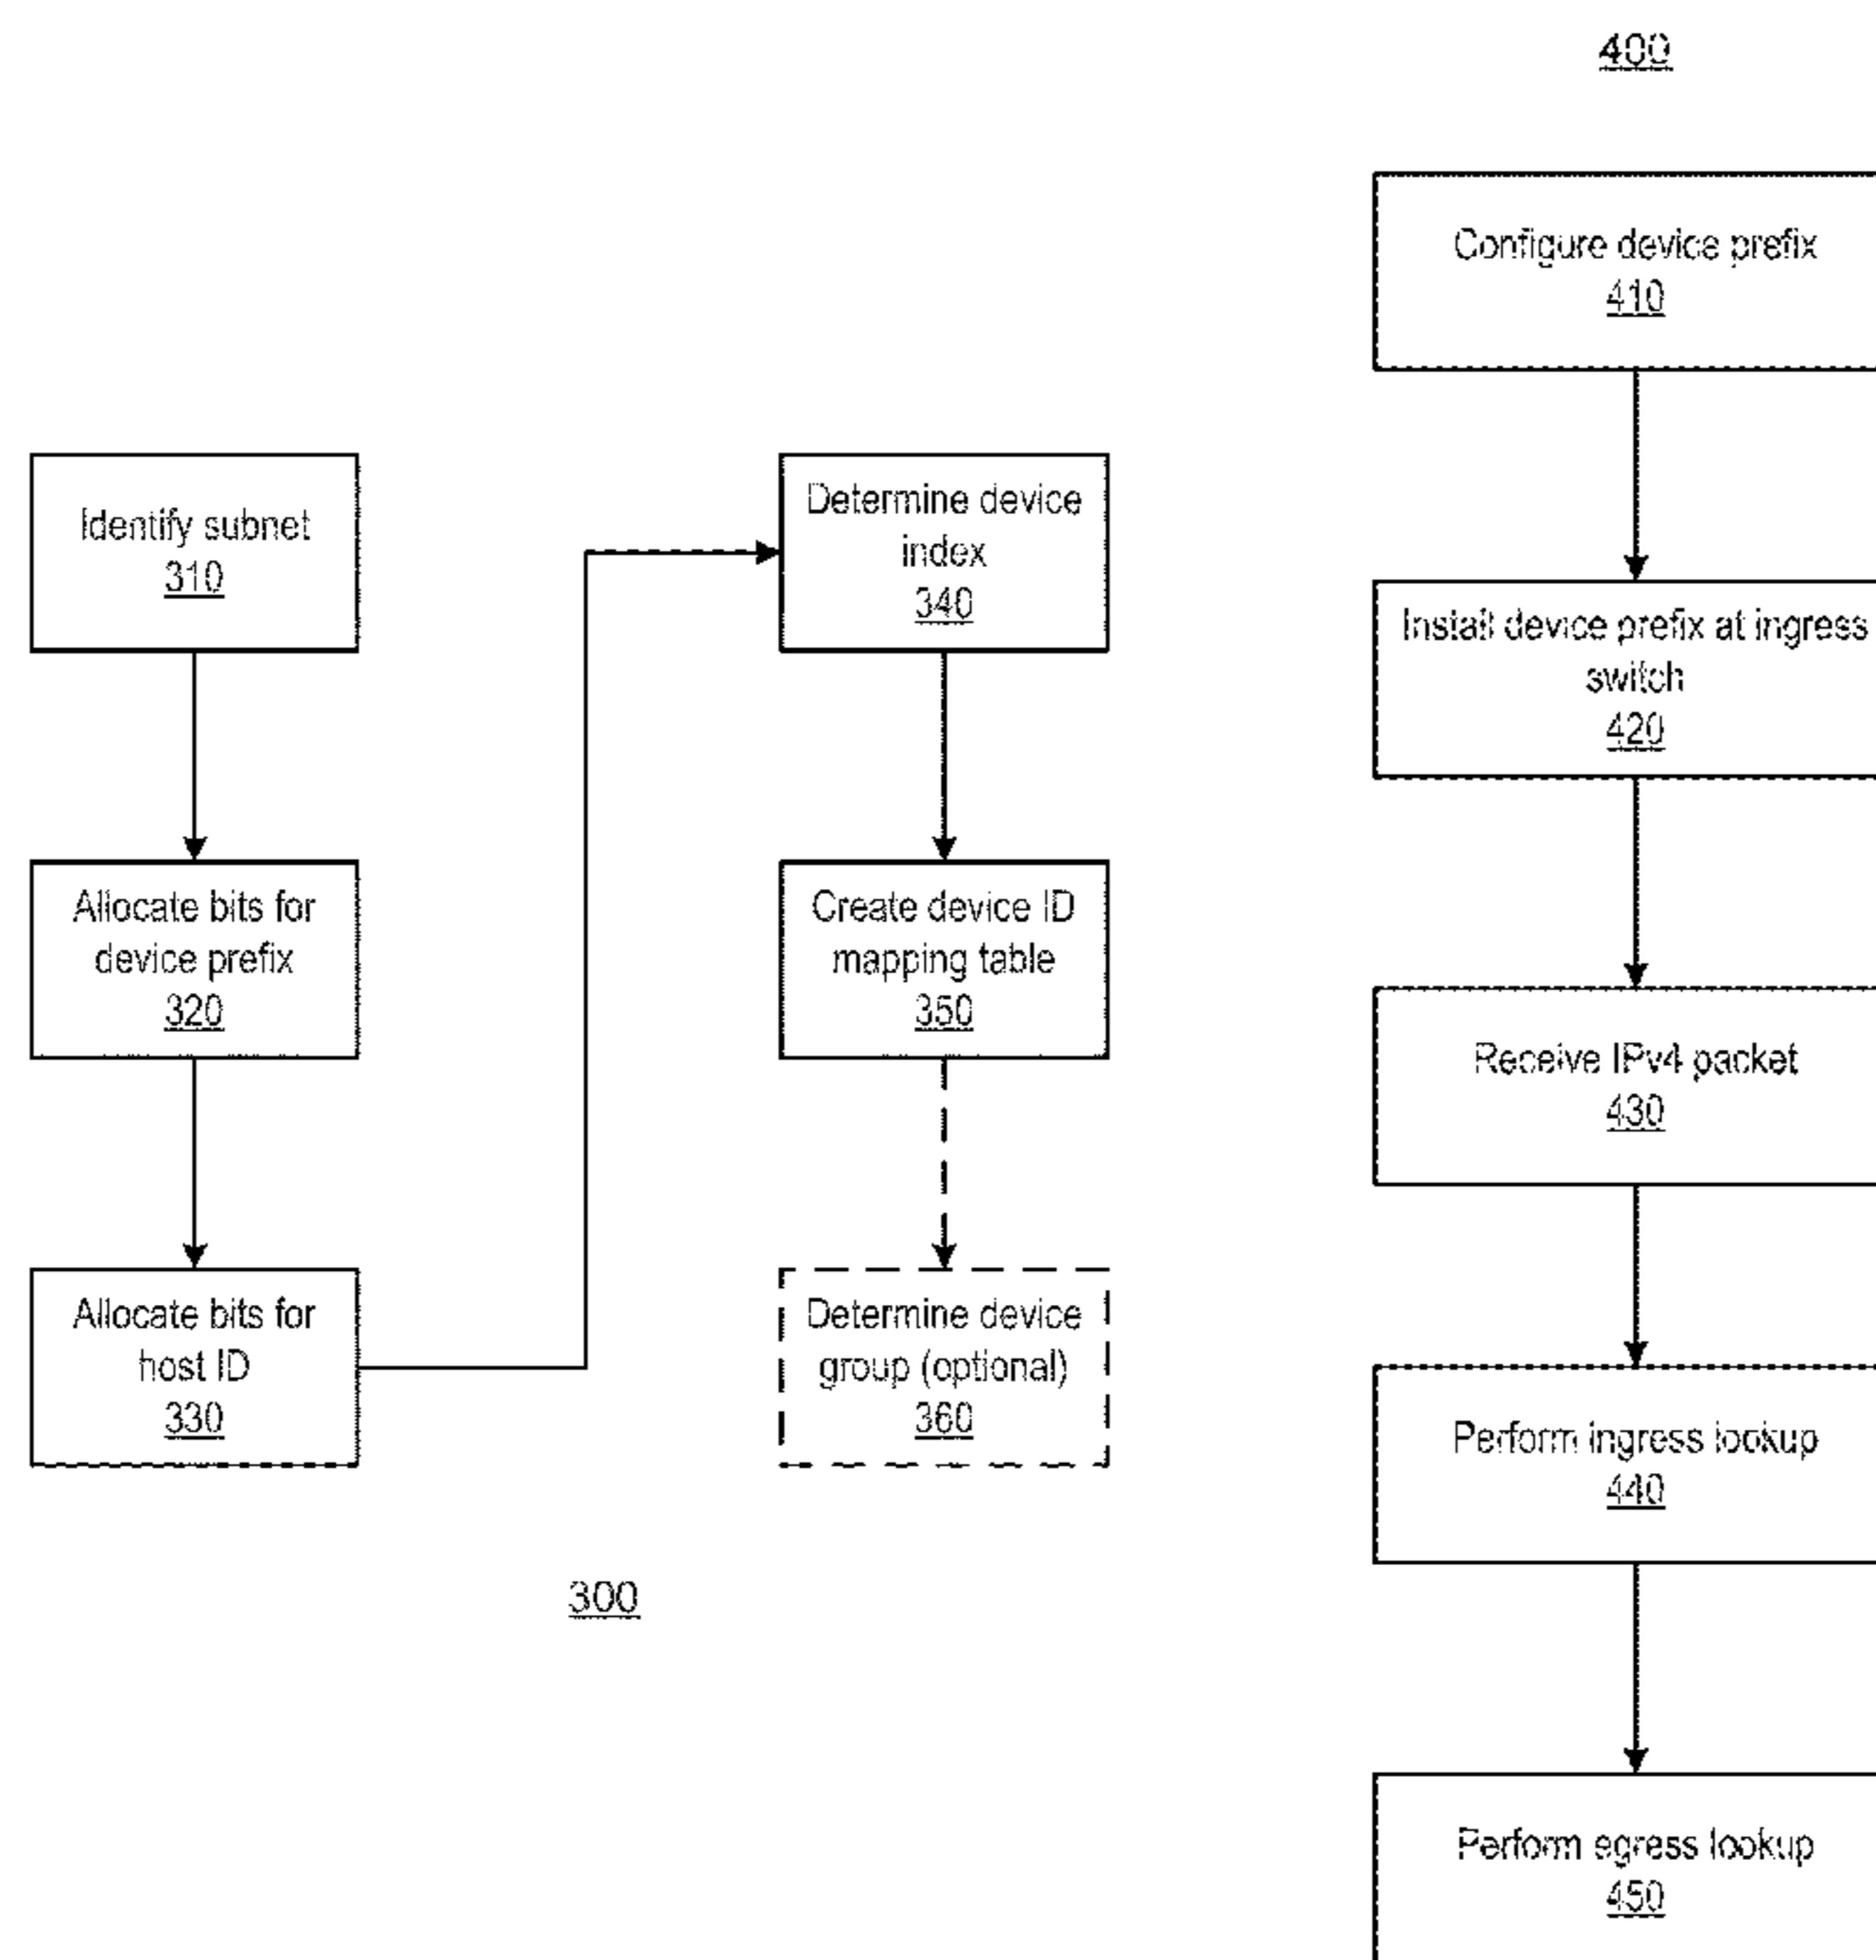 Identify subnet
310
Allocate bits for
device prefix
320
Allocate bits for
host ID
330
Determine device
index
340
Create device ID
mapping table
350
Determine device
group (optional)
360
300
400
Configure device prefix
410
Install device prefix at ingress
switch
420
Receive IPv4 packet
430
Perform ingress lookup
440
Perform egress lookup
450